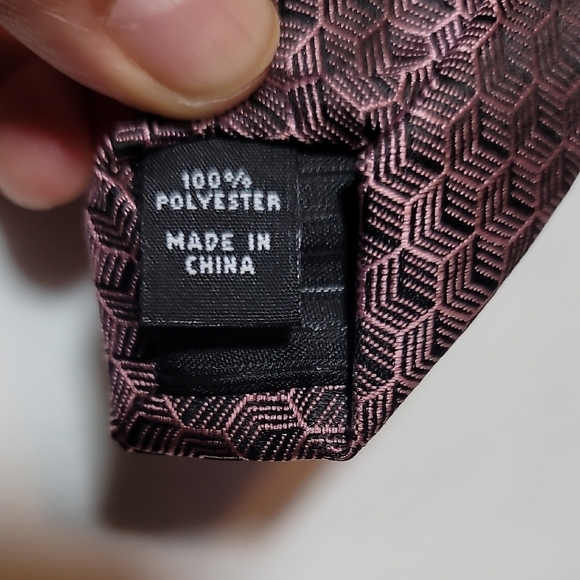 100%
POLYESTER
MADE IN
CHINA